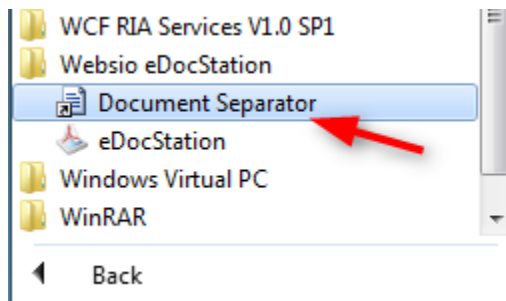 WCF RIA Services V1.0 SP1
Websio eDocStation
Document Separator
eDocStation
Windows Virtual PC
WinRAR
Back